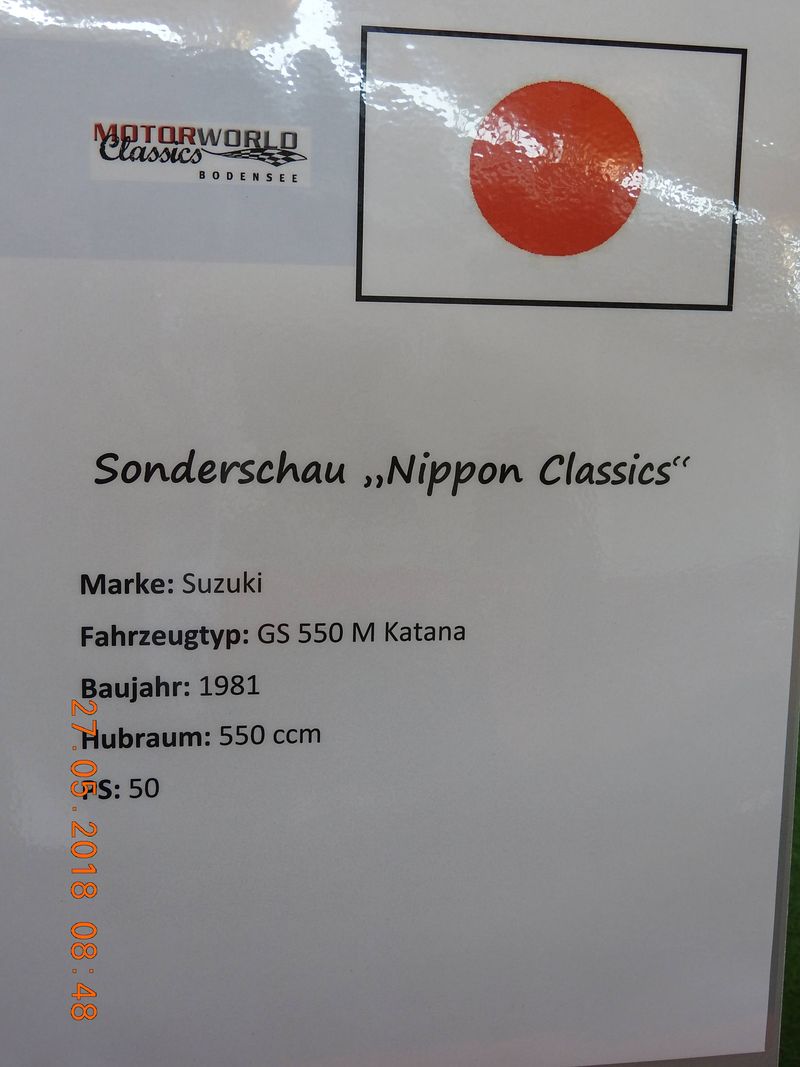 MOTORWORLD
Classics
BODENSEE
Sonderschau „Nippon Classics“
Marke: Suzuki
Fahrzeugtyp: GS 550 M Katana
Baujahr: 1981
Hubraum: 550 ccm
PS: 50
27.05.2018 08:48